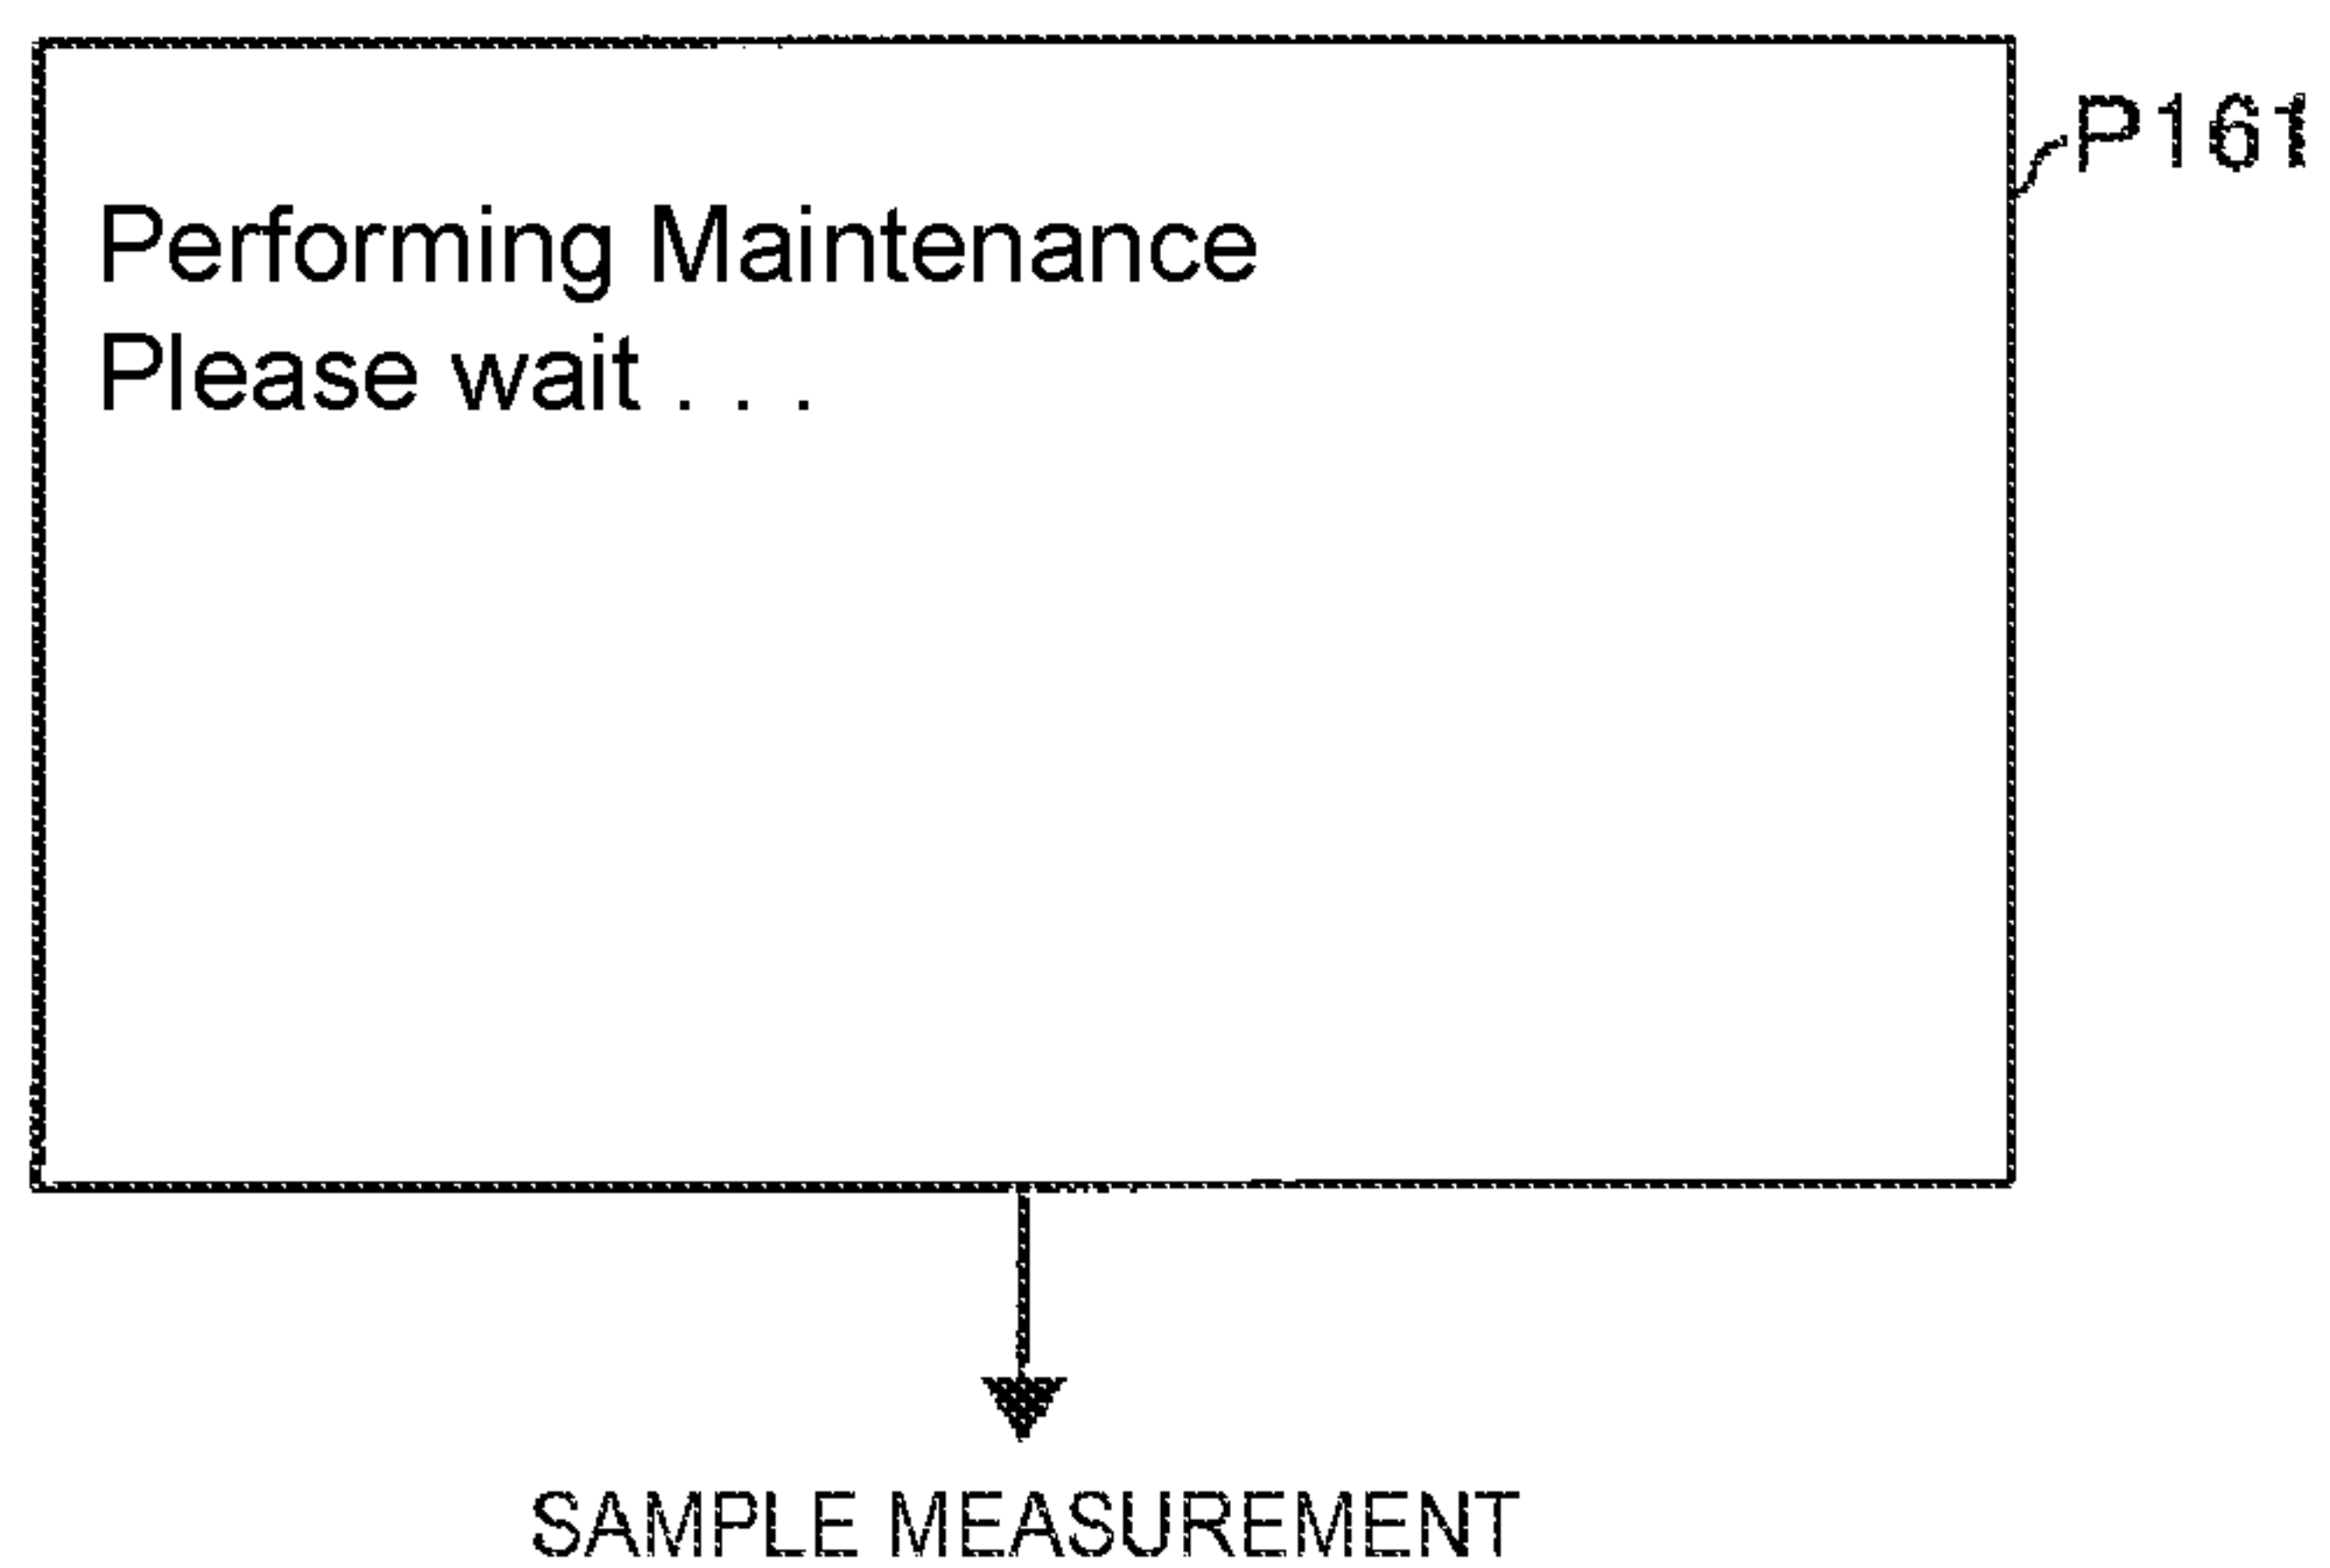 P161
Performing Maintenance
Please wait . . .
SAMPLE MEASUREMENT